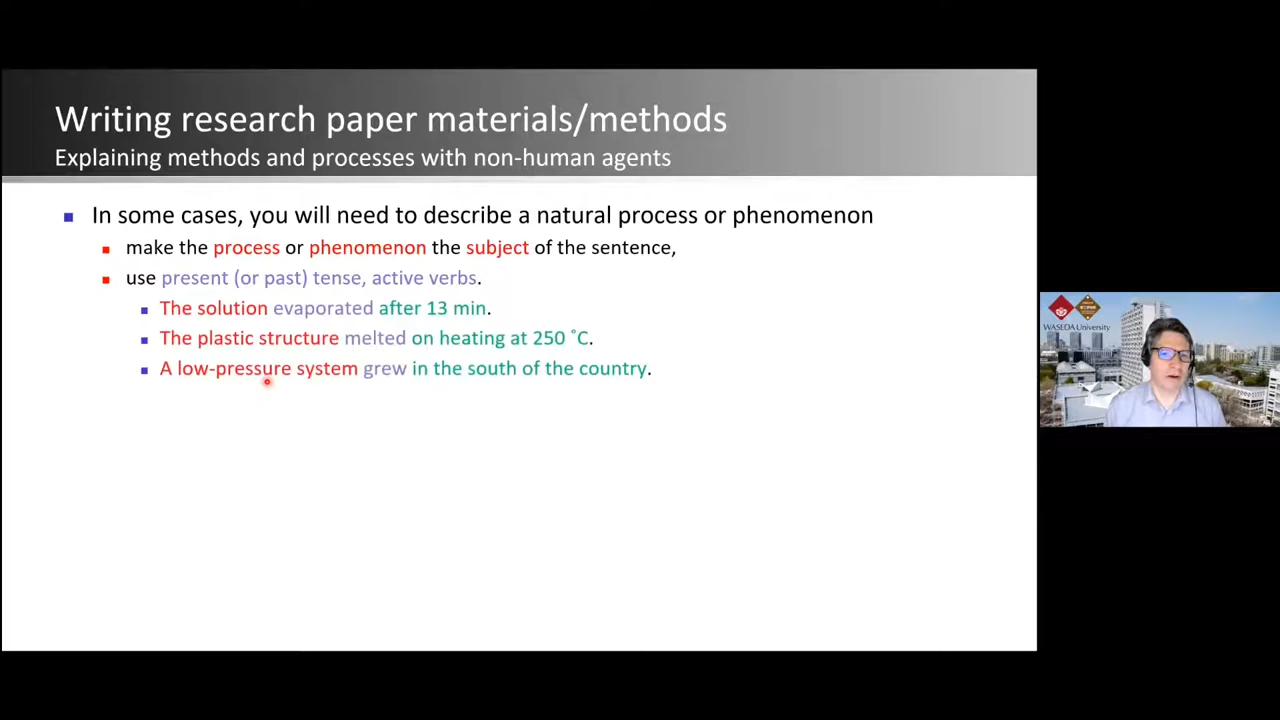 Writing research paper materials/methods
Explaining methods and processes with non-human agents
In some cases, you will need to describe a natural process or phenomenon
make the process or phenomenon the subject of the sentence,
use present (or past) tense, active verbs.
The solution evaporated after 13 min.
The plastic structure melted on heating at 250 ˚C.
A low-pressure system grew in the south of the country.
WASEDA University